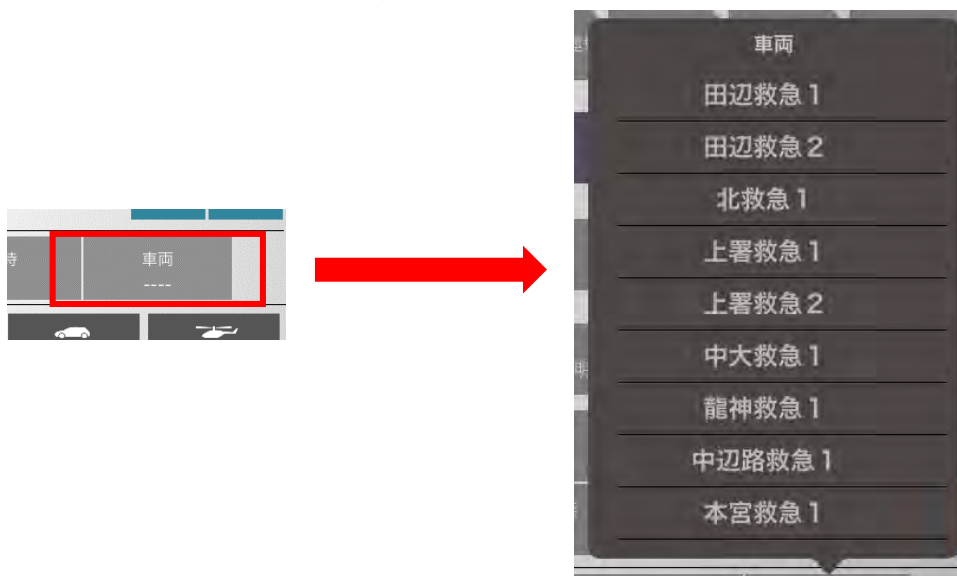 時
車両
----
車両
田辺救急1
田辺救急2
北救急1
上署救急1
上署救急2
中大救急1
龍神救急1
中辺路救急1
本宮救急1
明